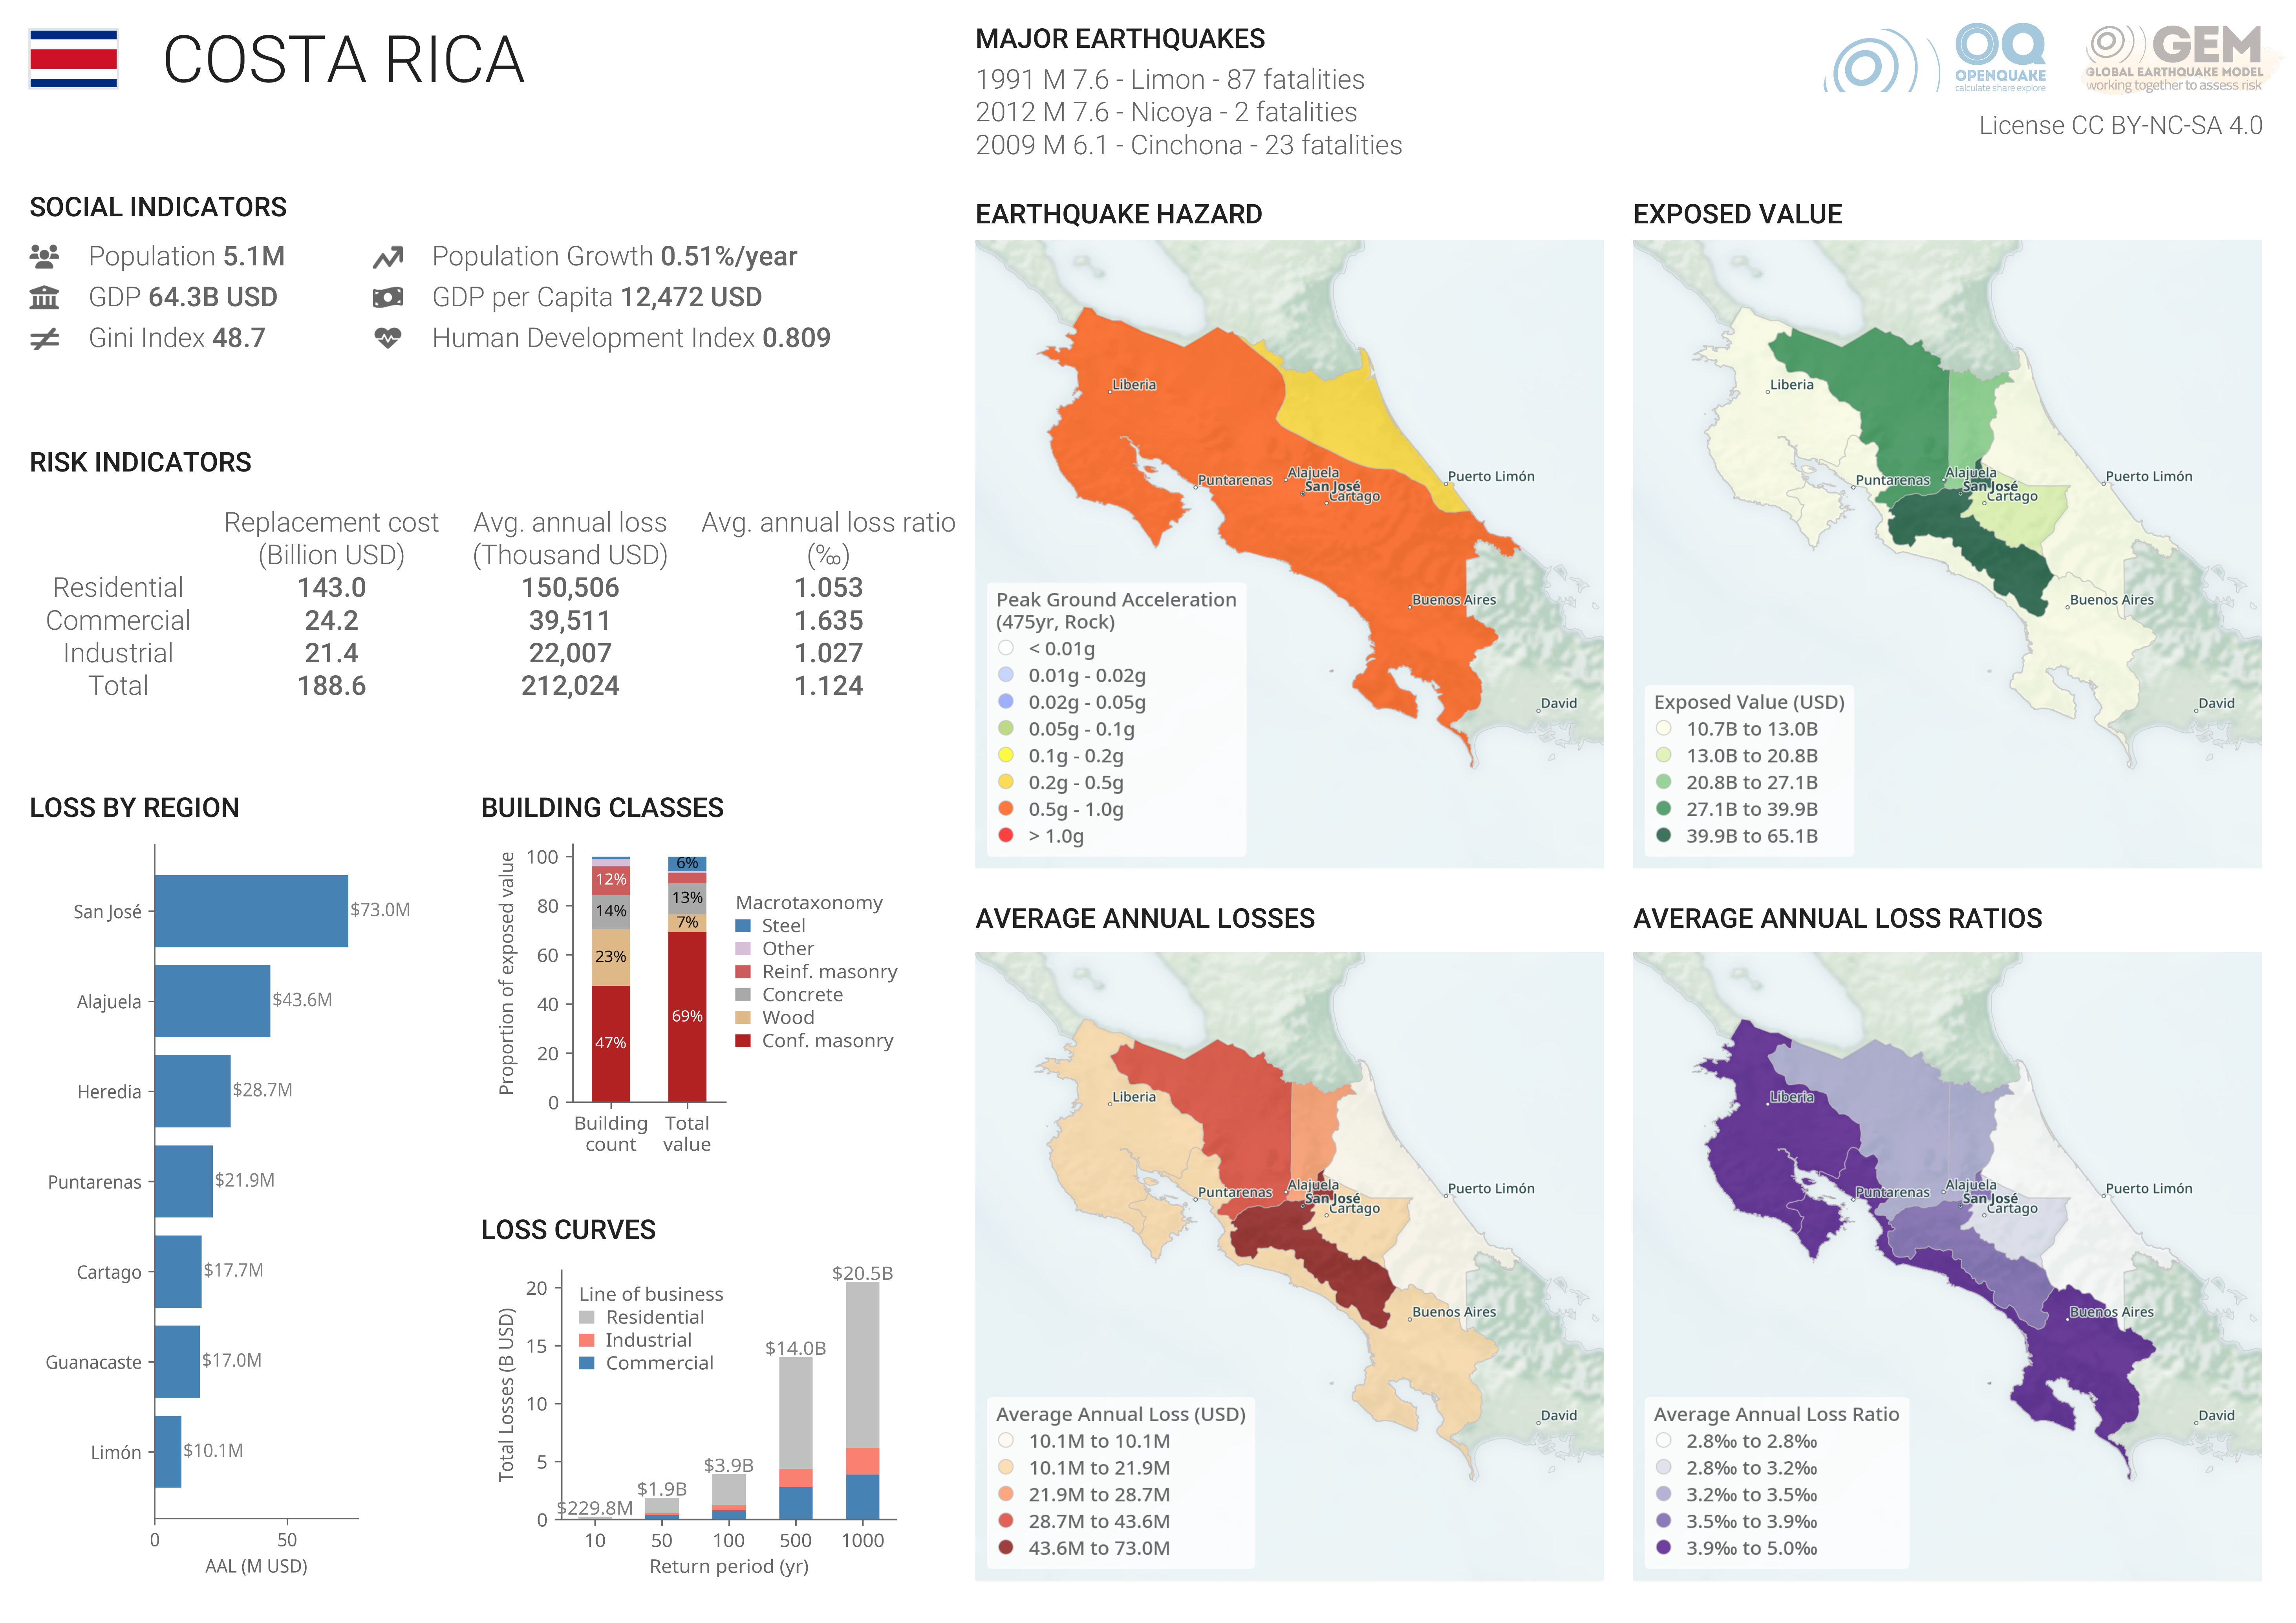 COSTA RICA
MAJOR EARTHQUAKES
1991 M 7.6 - Limon - 87 fatalities
2012 M 7.6 - Nicoya - 2 fatalities
2009 M 6.1 - Cinchona - 23 fatalities
OQ
OPENQUAKE
calculate share explore
GEM
GLOBAL EARTHQUAKE MODEL
working together to assess risk
License CC BY-NC-SA 4.0
SOCIAL INDICATORS
Population 5.1M
Population Growth 0.51%/year
GDP 64.3B USD
GDP per Capita 12,472 USD
Gini Index 48.7
Human Development Index 0.809
RISK INDICATORS
Replacement cost Avg. annual loss Avg. annual loss ratio
(Billion USD) (Thousand USD) (‰)
Residential 143.0 150,506 1.053
Commercial 24.2 39,511 1.635
Industrial 21.4 22,007 1.027
Total 188.6 212,024 1.124
LOSS BY REGION
San José $73.0M
Alajuela $43.6M
Heredia $28.7M
Puntarenas $21.9M
Cartago $17.7M
Guanacaste $17.0M
Limón $10.1M
0 50
AAL (M USD)
BUILDING CLASSES
Proportion of exposed value
100
80
60
40
20
0
12%
14%
23%
47%
6%
13%
7%
69%
Building count
Total value
Macrotaxonomy
Steel
Other
Reinf. masonry
Concrete
Wood
Conf. masonry
LOSS CURVES
Total Losses (B USD)
20
15
10
5
0
Line of business
Residential
Industrial
Commercial
$229.8M
$1.9B
$3.9B
$14.0B
$20.5B
10 50 100 500 1000
Return period (yr)
EARTHQUAKE HAZARD
Liberia
Puntarenas
Alajuela
San José
Cartago
Puerto Limón
Buenos Aires
David
Peak Ground Acceleration
(475yr, Rock)
< 0.01g
0.01g - 0.02g
0.02g - 0.05g
0.05g - 0.1g
0.1g - 0.2g
0.2g - 0.5g
0.5g - 1.0g
> 1.0g
EXPOSED VALUE
Liberia
Puntarenas
Alajuela
San José
Cartago
Puerto Limón
Buenos Aires
David
Exposed Value (USD)
10.7B to 13.0B
13.0B to 20.8B
20.8B to 27.1B
27.1B to 39.9B
39.9B to 65.1B
AVERAGE ANNUAL LOSSES
Liberia
Puntarenas
Alajuela
San José
Cartago
Puerto Limón
Buenos Aires
David
Average Annual Loss (USD)
10.1M to 10.1M
10.1M to 21.9M
21.9M to 28.7M
28.7M to 43.6M
43.6M to 73.0M
AVERAGE ANNUAL LOSS RATIOS
Liberia
Puntarenas
Alajuela
San José
Cartago
Puerto Limón
Buenos Aires
David
Average Annual Loss Ratio
2.8‰ to 2.8‰
2.8‰ to 3.2‰
3.2‰ to 3.5‰
3.5‰ to 3.9‰
3.9‰ to 5.0‰